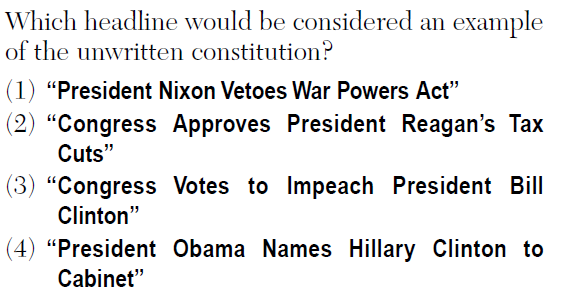 Which headline would be considered an example
of the unwritten constitution?
(1) “President Nixon Vetoes War Powers Act”
(2) “Congress Approves President Reagan’s Tax
Cuts”
(3) “Congress Votes to Impeach President Bill
Clinton”
(4) “President Obama Names Hillary Clinton to
Cabinet”